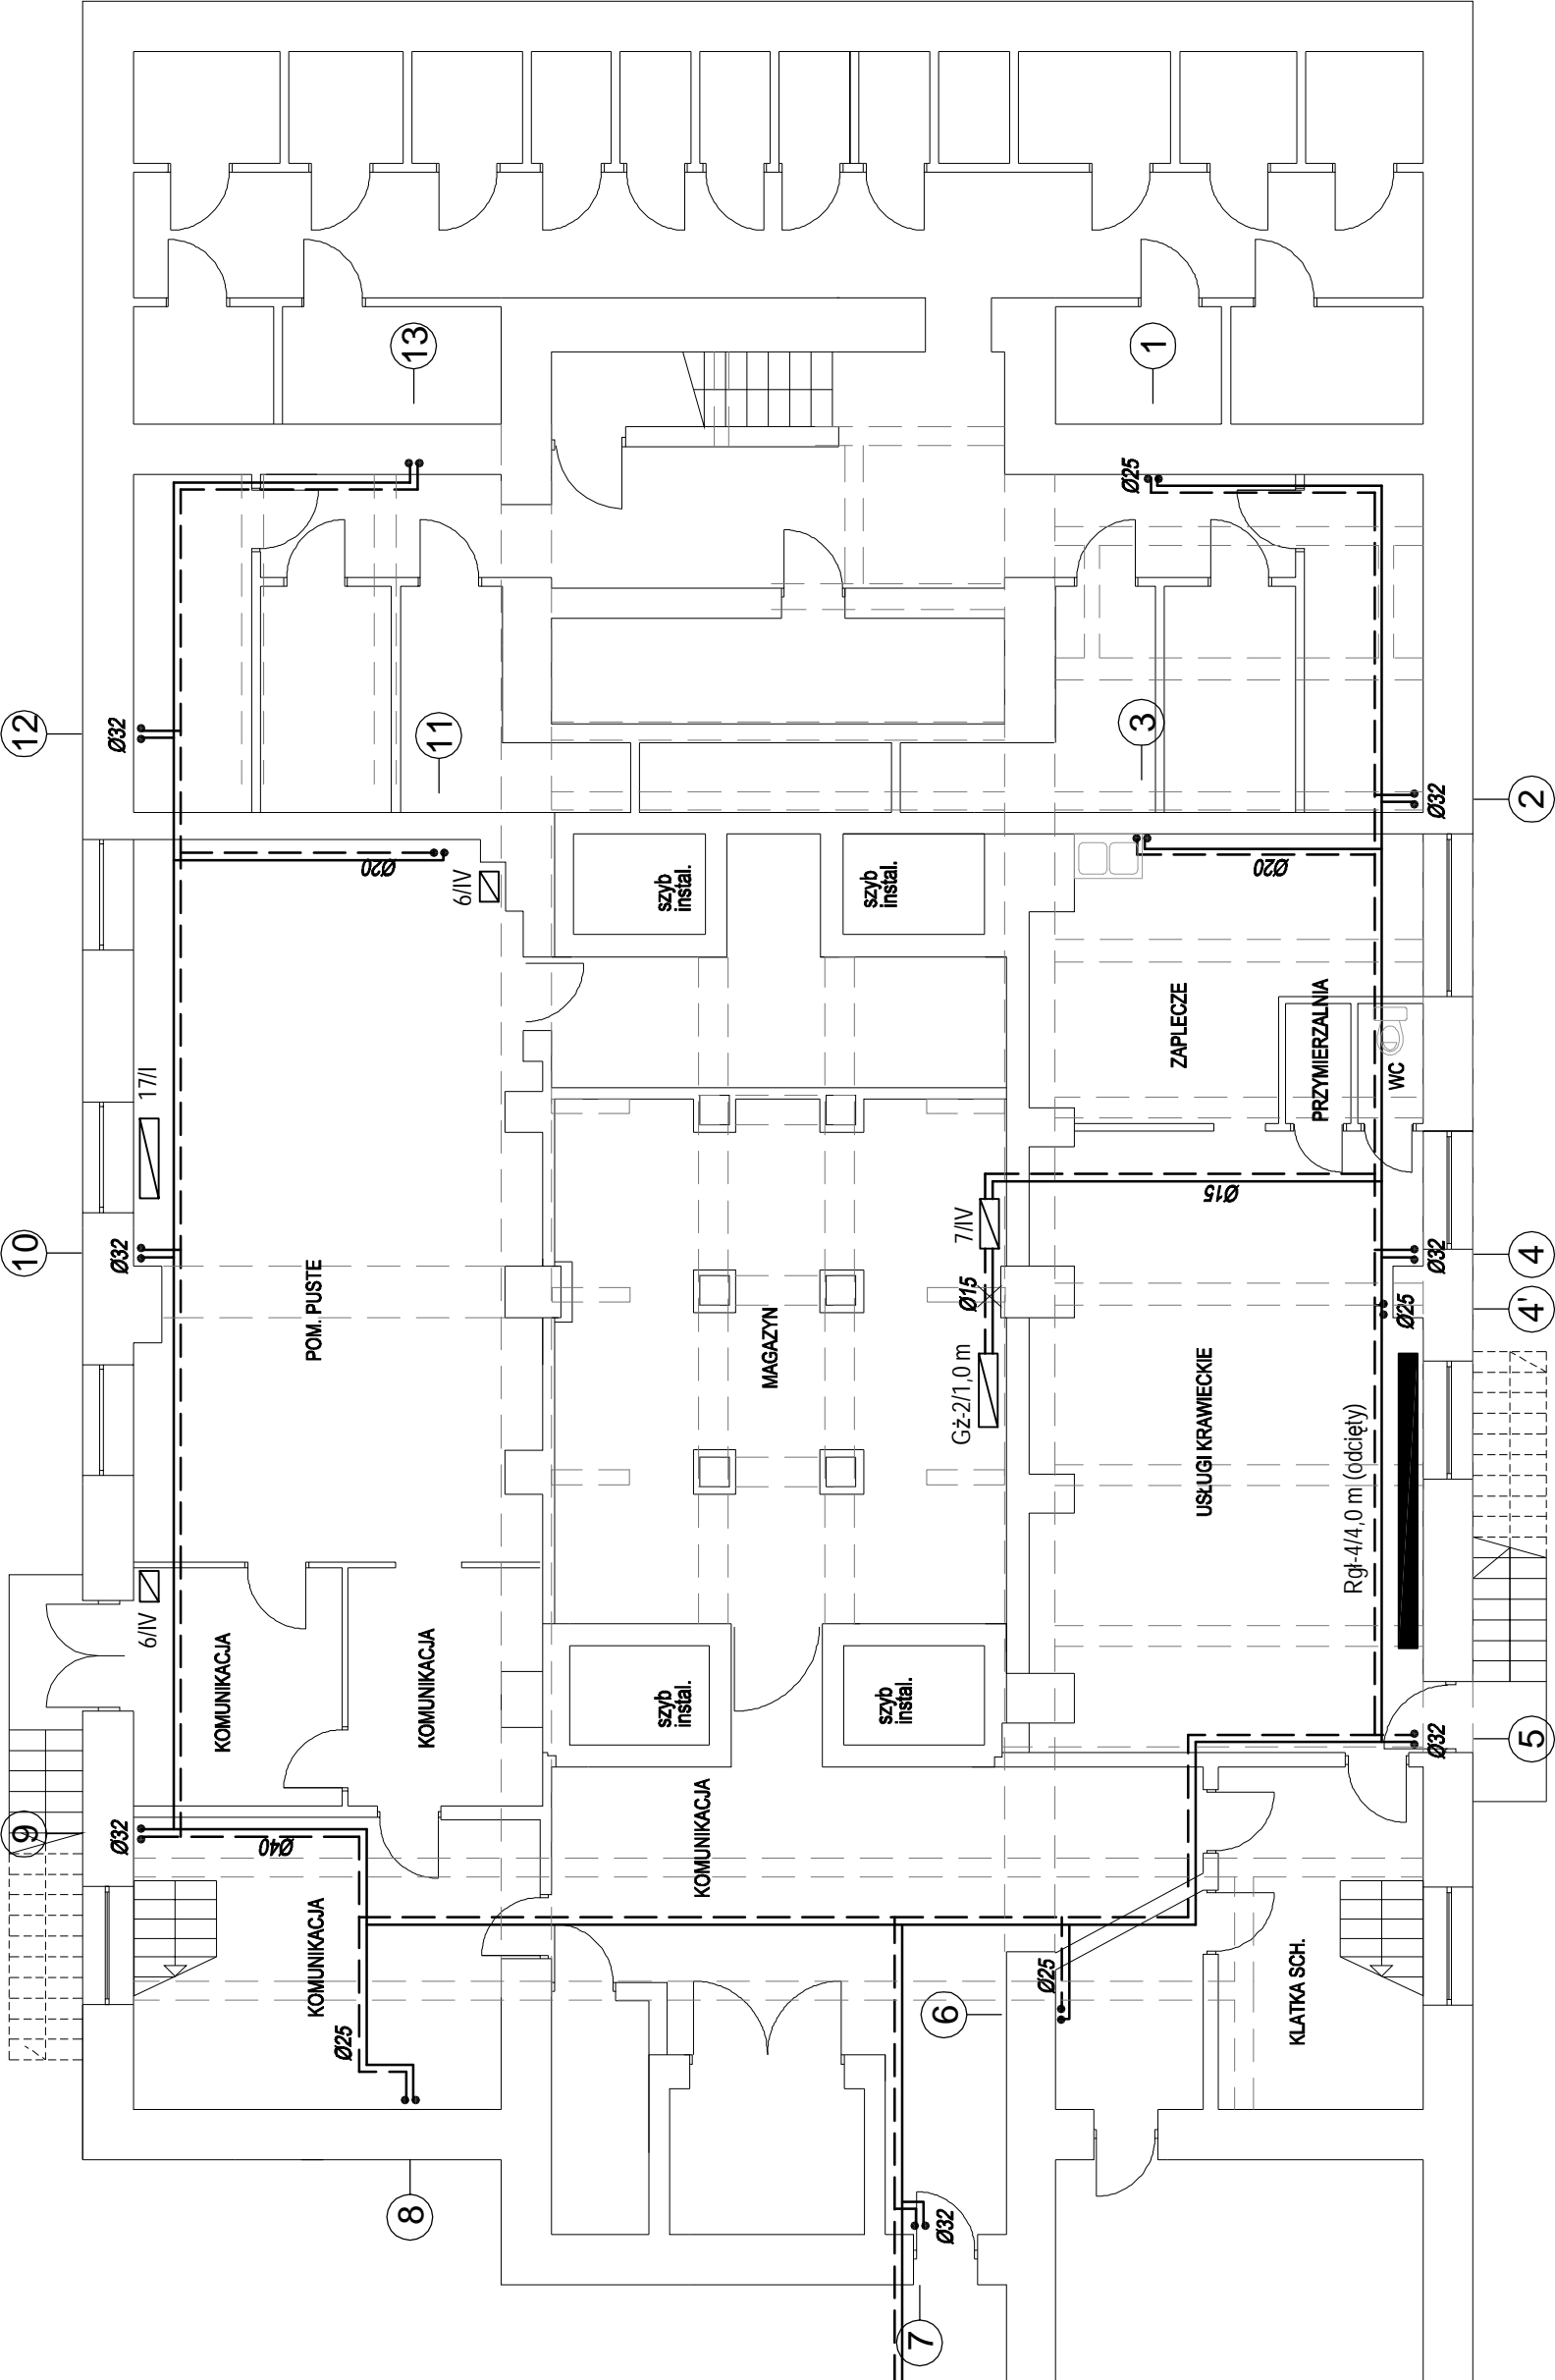 13
1
Ø25
12
Ø32
11
3
Ø32
2
Ø20
6/IV
szyb
instal.
szyb
instal.
Ø20
ZAPLECZE
PRZYMIERZALNIA
WC
17/I
Ø15
7/IV
10
Ø32
Ø15
Ø32
4
Ø25
4'
POM. PUSTE
MAGAZYN
Gż-2/1,0 m
USŁUGI KRAWIECKIE
Rgł-4/4,0 m (odcięty)
6/IV
KOMUNIKACJA
KOMUNIKACJA
szyb
instal.
szyb
instal.
Ø32
5
9
Ø32
Ø40
KOMUNIKACJA
KOMUNIKACJA
Ø25
Ø25
6
KLATKA SCH.
8
Ø32
7